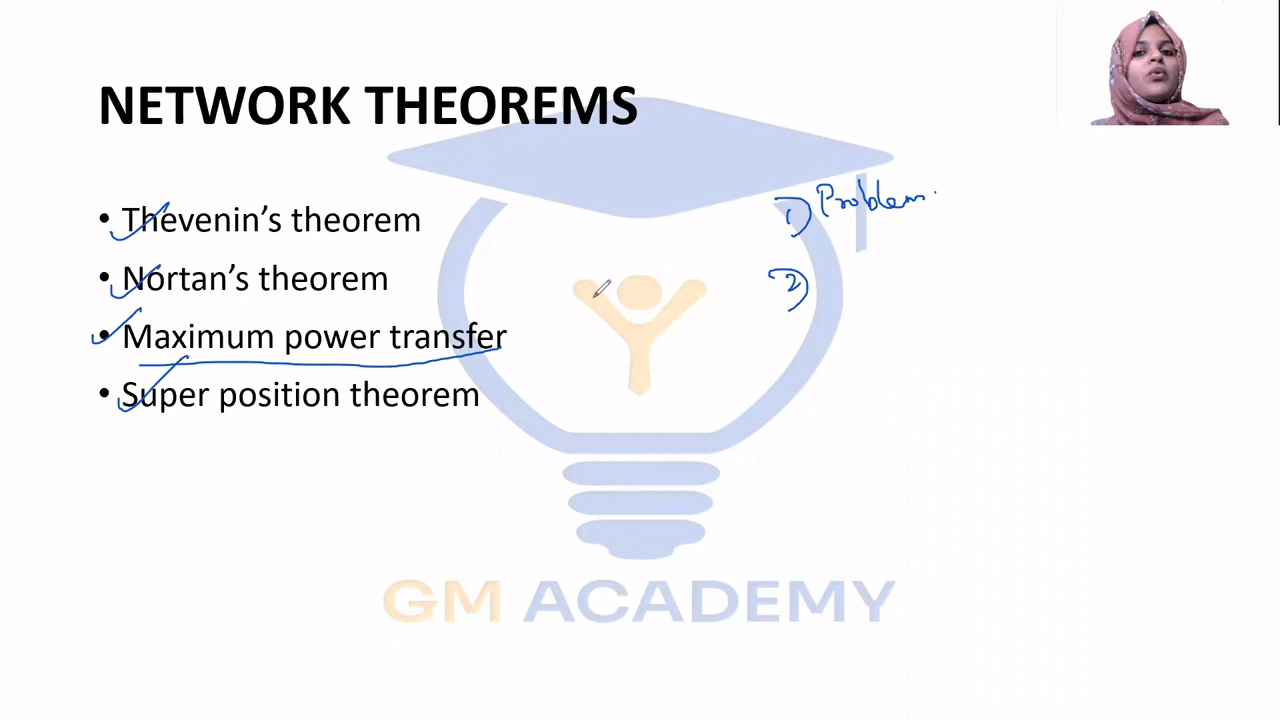 NETWORK THEOREMS
• Thevenin’s theorem
• Nortan’s theorem
• Maximum power transfer
• Super position theorem
1) Problem.
2)
GM ACADEMY